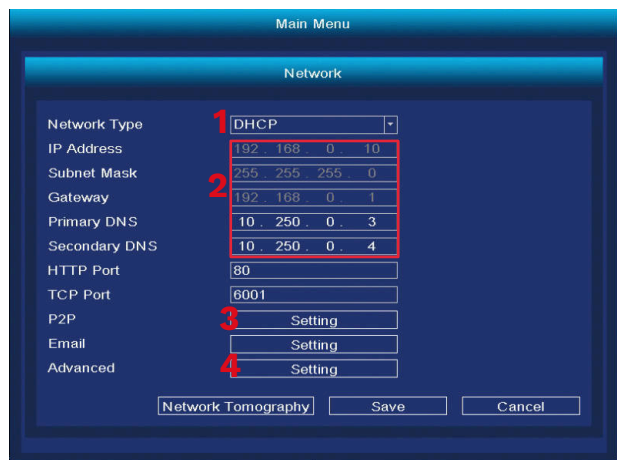 Main Menu
Network
Network Type 1 DHCP
IP Address 192 . 168 . 0 . 10
Subnet Mask 255 . 255 . 255 . 0
2
Gateway 192 . 168 . 0 . 1
Primary DNS 10 . 250 . 0 . 3
Secondary DNS 10 . 250 . 0 . 4
HTTP Port 80
TCP Port 6001
P2P 3 Setting
Email Setting
Advanced 4 Setting
Network Tomography Save Cancel